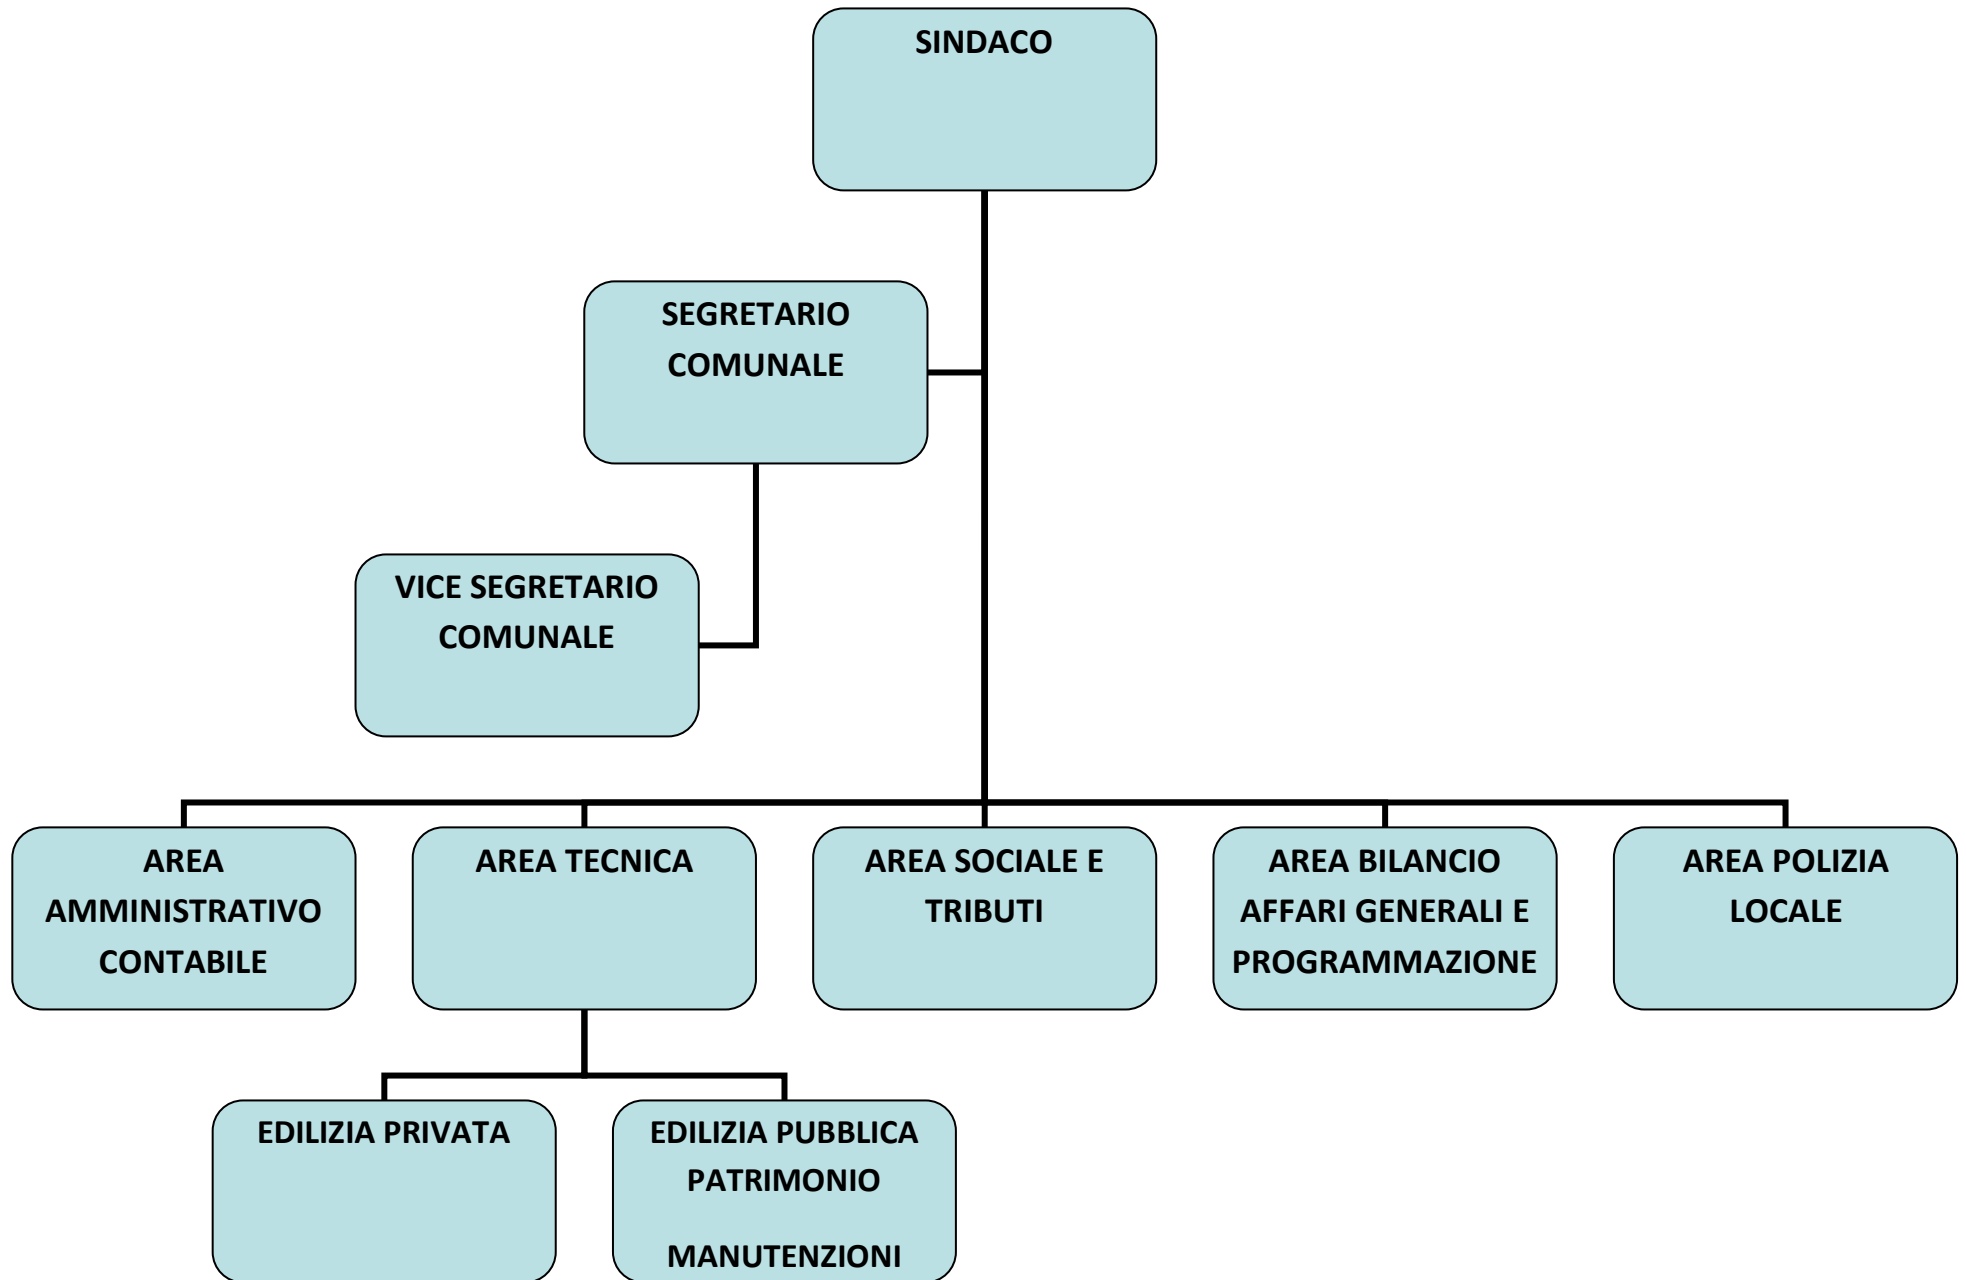 SINDACO
SEGRETARIO
COMUNALE
VICE SEGRETARIO
COMUNALE
AREA
AMMINISTRATIVO
CONTABILE
AREA TECNICA
AREA SOCIALE E
TRIBUTI
AREA BILANCIO
AFFARI GENERALI E
PROGRAMMAZIONE
AREA POLIZIA
LOCALE
EDILIZIA PRIVATA
EDILIZIA PUBBLICA
PATRIMONIO
MANUTENZIONI